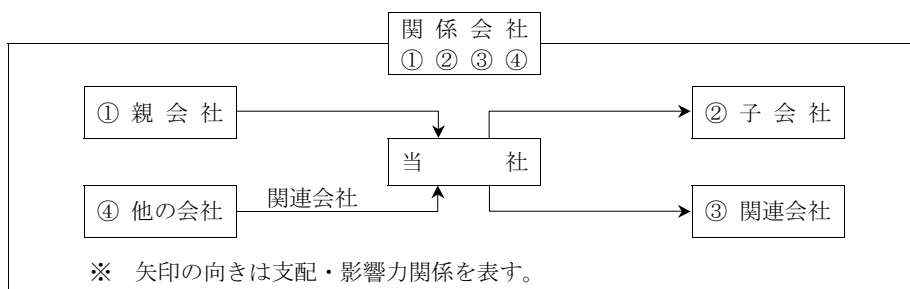 関係会社
① ② ③ ④
① 親会社
② 子会社
当社
④ 他の会社
関連会社
③ 関連会社
※ 矢印の向きは支配・影響力関係を表す。